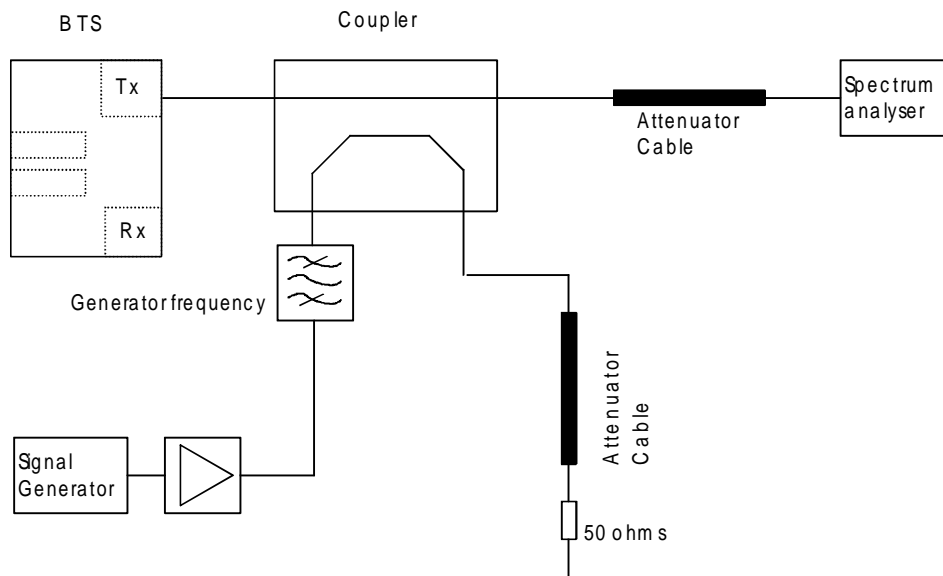 BTS
Coupler
Tx
Spectrum
analyser
Attenuator
Cable
Rx
Generator frequency
Attenuator
Cable
Signal
Generator
50 ohms